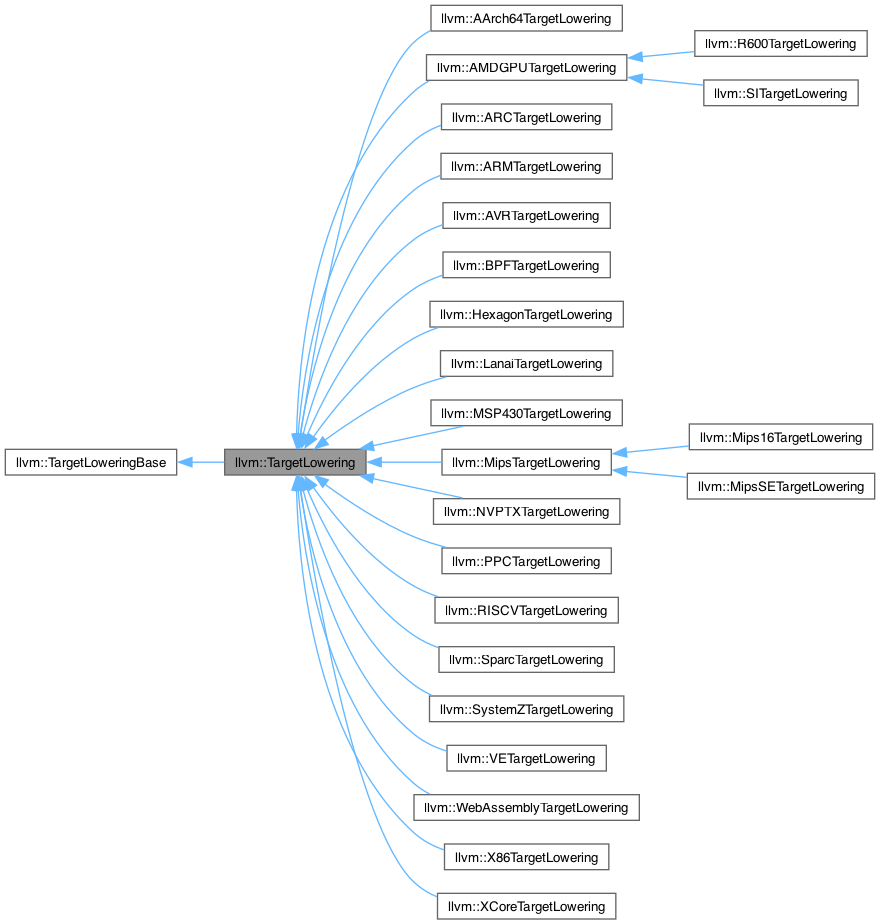 llvm::AArch64TargetLowering
llvm::R600TargetLowering
llvm::AMDGPUTargetLowering
llvm::SITargetLowering
llvm::ARCTargetLowering
llvm::ARMTargetLowering
llvm::AVRTargetLowering
llvm::BPFTargetLowering
llvm::HexagonTargetLowering
llvm::LanaiTargetLowering
llvm::MSP430TargetLowering
llvm::Mips16TargetLowering
llvm::TargetLoweringBase
llvm::TargetLowering
llvm::MipsTargetLowering
llvm::MipsSETargetLowering
llvm::NVPTXTargetLowering
llvm::PPCTargetLowering
llvm::RISCVTargetLowering
llvm::SparcTargetLowering
llvm::SystemZTargetLowering
llvm::VETargetLowering
llvm::WebAssemblyTargetLowering
llvm::X86TargetLowering
llvm::XCoreTargetLowering